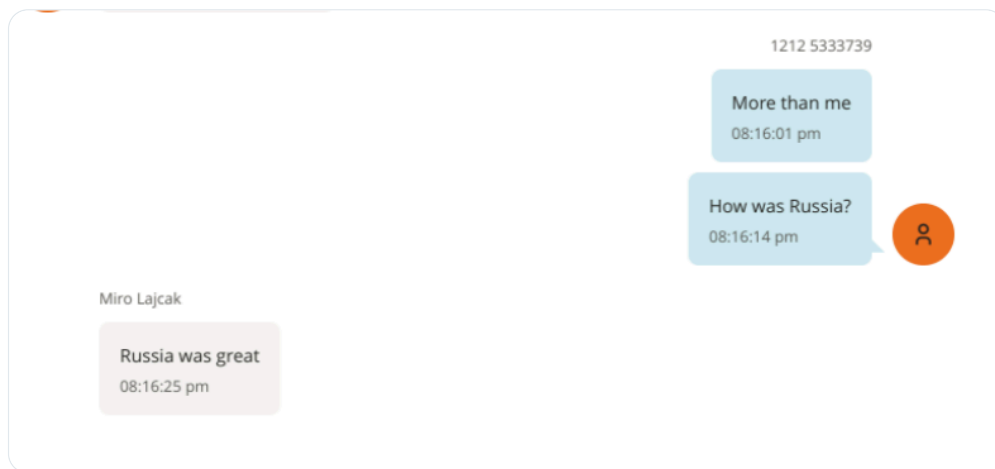 1212 5333739
More than me
08:16:01 pm
How was Russia?
08:16:14 pm
Miro Lajcak
Russia was great
08:16:25 pm